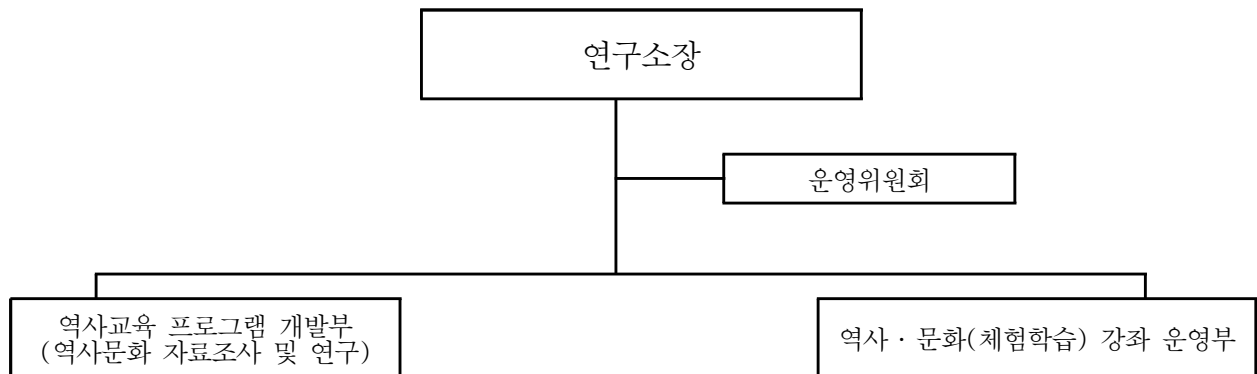 연구소장
운영위원회
역사교육 프로그램 개발부
(역사문화 자료조사 및 연구)
역사 · 문화(체험학습) 강좌 운영부